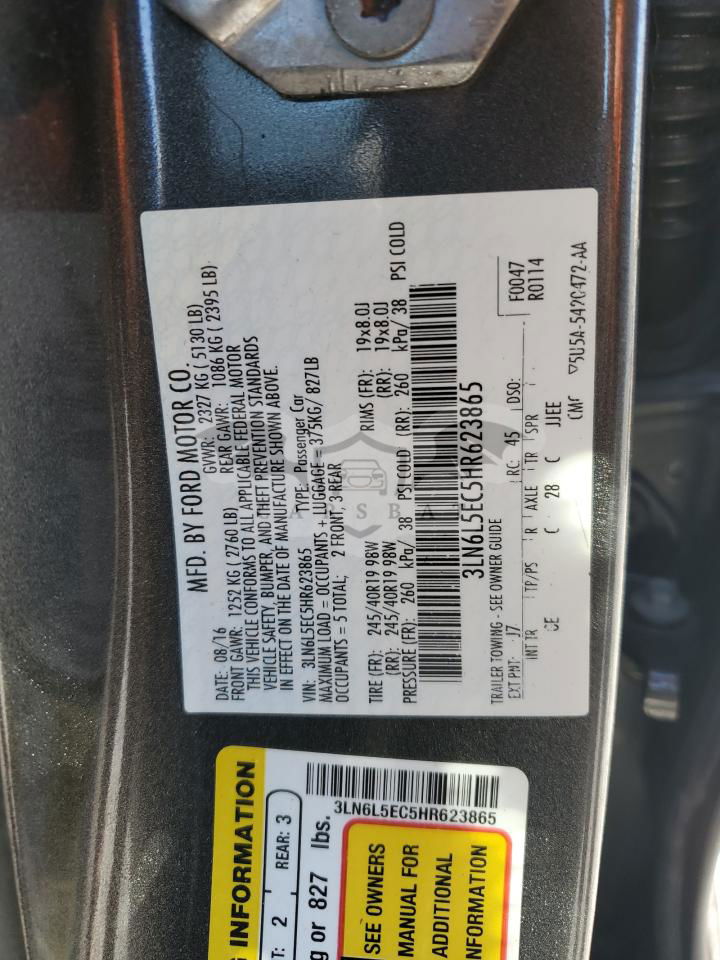 MFD. BY FORD MOTOR CO.
DATE: 08/16 GVWR: 2327 KG ( 5130 LB)
FRONT GAWR: 1252 KG ( 2760 LB) REAR GAWR: 1086 KG ( 2395 LB)
THIS VEHICLE CONFORMS TO ALL APPLICABLE FEDERAL MOTOR
VEHICLE SAFETY, BUMPER, AND THEFT PREVENTION STANDARDS
IN EFFECT ON THE DATE OF MANUFACTURE SHOWN ABOVE.
VIN: 3LN6L5EC5HR623865 TYPE: Passenger Car
MAXIMUM LOAD = OCCUPANTS + LUGGAGE = 375KG/ 827LB
OCCUPANTS = 5 TOTAL; 2 FRONT, 3 REAR
TIRE (FR): 245/40R19 98W RIMS (FR): 19x8.0J
(RR): 245/40R19 98W (RR): 19x8.0J
PRESSURE (FR): 260 kPa/ 38 PSI COLD (RR): 260 kPa/ 38 PSI COLD
3LN6L5EC5HR623865
TRAILER TOWING - SEE OWNER GUIDE
F0047
R0114
EXT PNT: J7 RC: 45 DSO:
INT TR TP/PS R AXLE TR SPR
CE C 28 C JJEE
5U5A-5420472-AA
INFORMATION
T: 2 REAR: 3
g or 827 lbs.
3LN6L5EC5HR623865
SEE OWNERS
MANUAL FOR
ADDITIONAL
INFORMATION